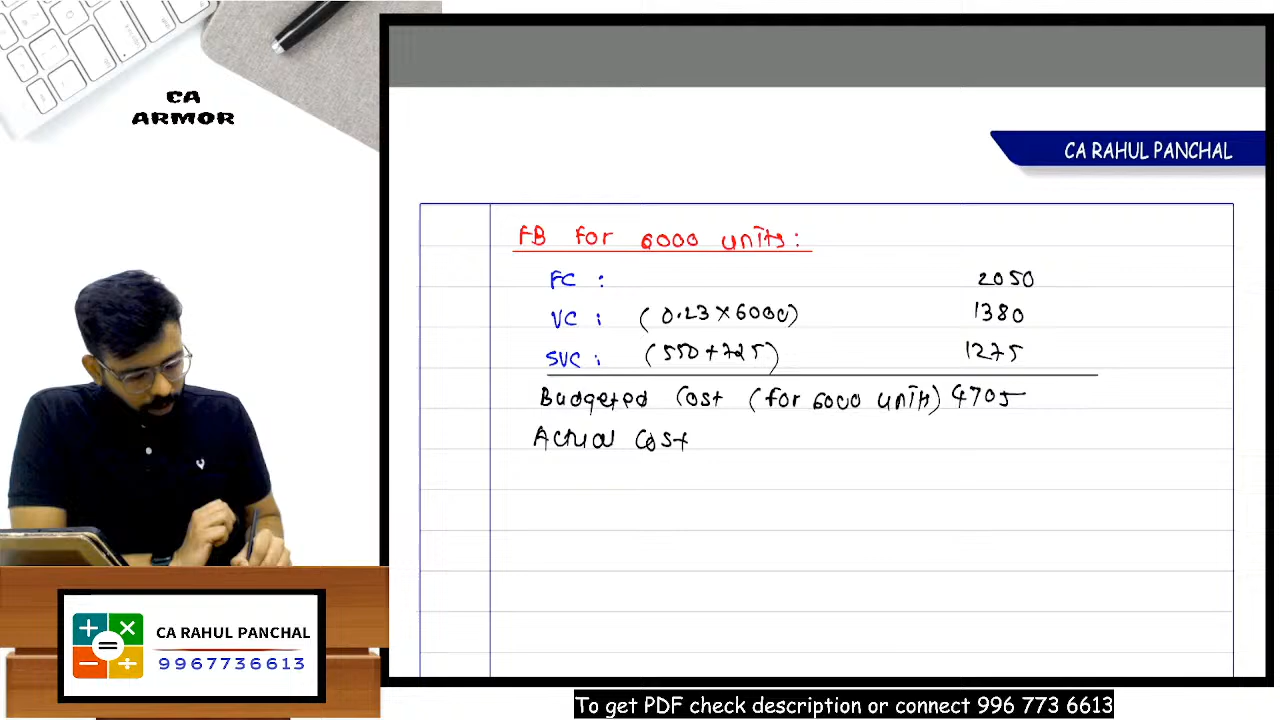 CA
ARMOR
CA RAHUL PANCHAL
FB for 6000 units:
FC : 2050
VC : (0.23 × 6000) 1380
SVC : (550 + 725) 1275
Budgeted Cost (for 6000 units) 4705
Actual Cost
CA RAHUL PANCHAL
9967736613
To get PDF check description or connect 996 773 6613